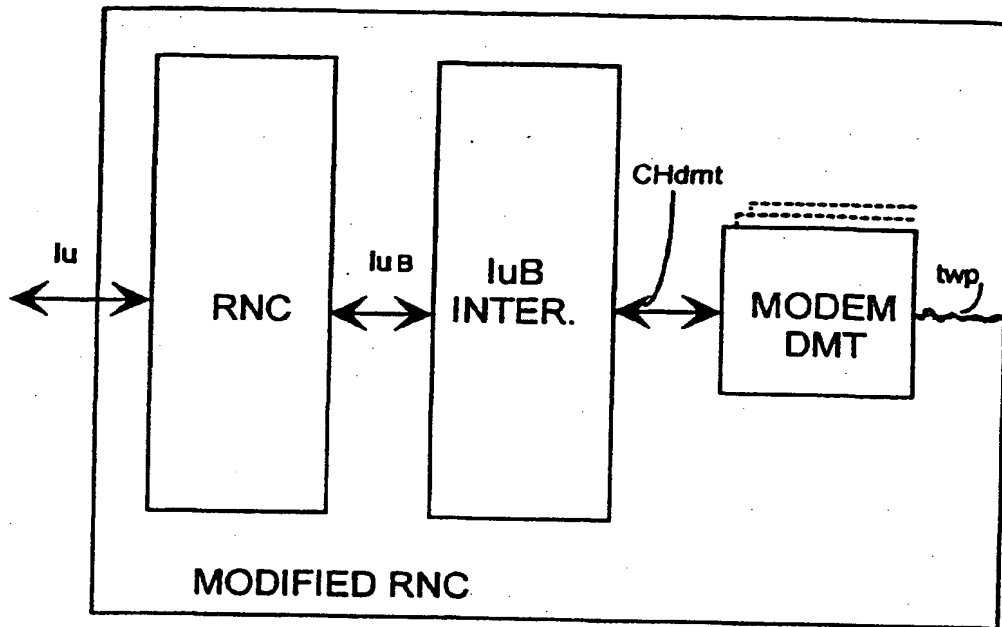 CHdmt
Iu
IuB
IuB
INTER.
twp
RNC
MODEM
DMT
MODIFIED RNC